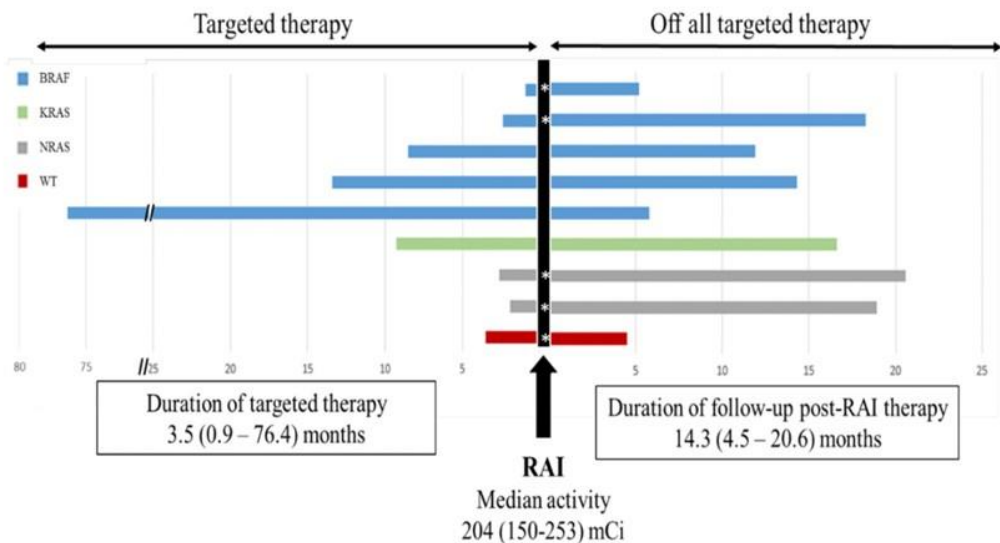 Targeted therapy
Off all targeted therapy
BRAF
KRAS
NRAS
WT
*
*
//
*
*
*
80 75 // 25 20 15 10 5 5 10 15 20 25
Duration of targeted therapy
3.5 (0.9 – 76.4) months
Duration of follow-up post-RAI therapy
14.3 (4.5 – 20.6) months
RAI
Median activity
204 (150-253) mCi